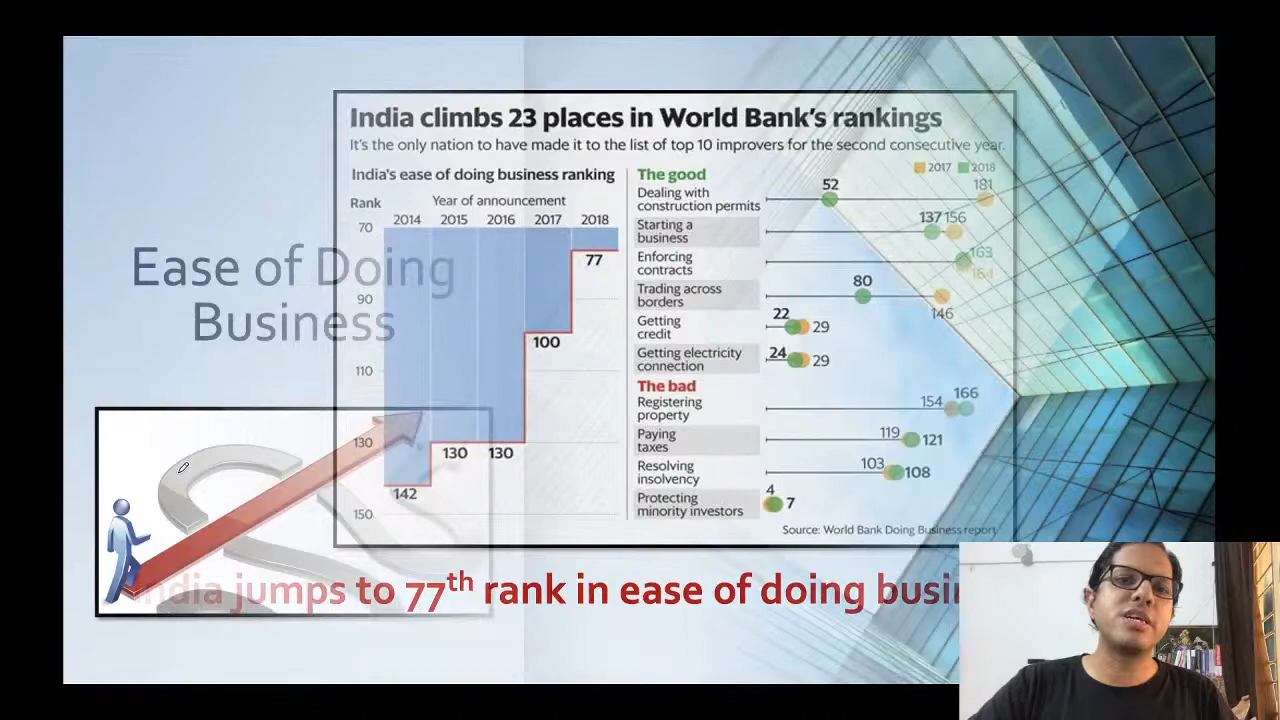 India climbs 23 places in World Bank's rankings
It's the only nation to have made it to the list of top 10 improvers for the second consecutive year.
India's ease of doing business ranking
Rank
Year of announcement
2014 2015 2016 2017 2018
70
90
110
130
150
142
130
130
100
77
The good
2017 2018
Dealing with
construction permits
52 181
Starting a
business
137 156
Enforcing
contracts
163
164
Trading across
borders
80
146
Getting
credit
22 29
Getting electricity
connection
24 29
The bad
Registering
property
154 166
Paying
taxes
119 121
Resolving
insolvency
103 108
Protecting
minority investors
4 7
Source: World Bank Doing Business report
Ease of Doing
Business
India jumps to 77th rank in ease of doing busi